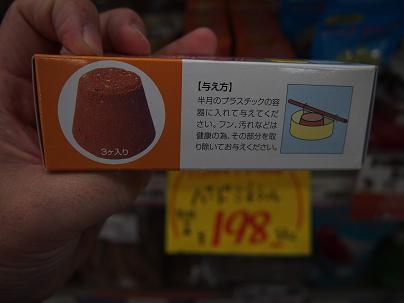 【与え方】
半月のプラスチックの容
器に入れて与えてくだ
さい。フン、汚れなどは
健康の為、その部分を取
り除いてお与えください。
3ヶ入り
198